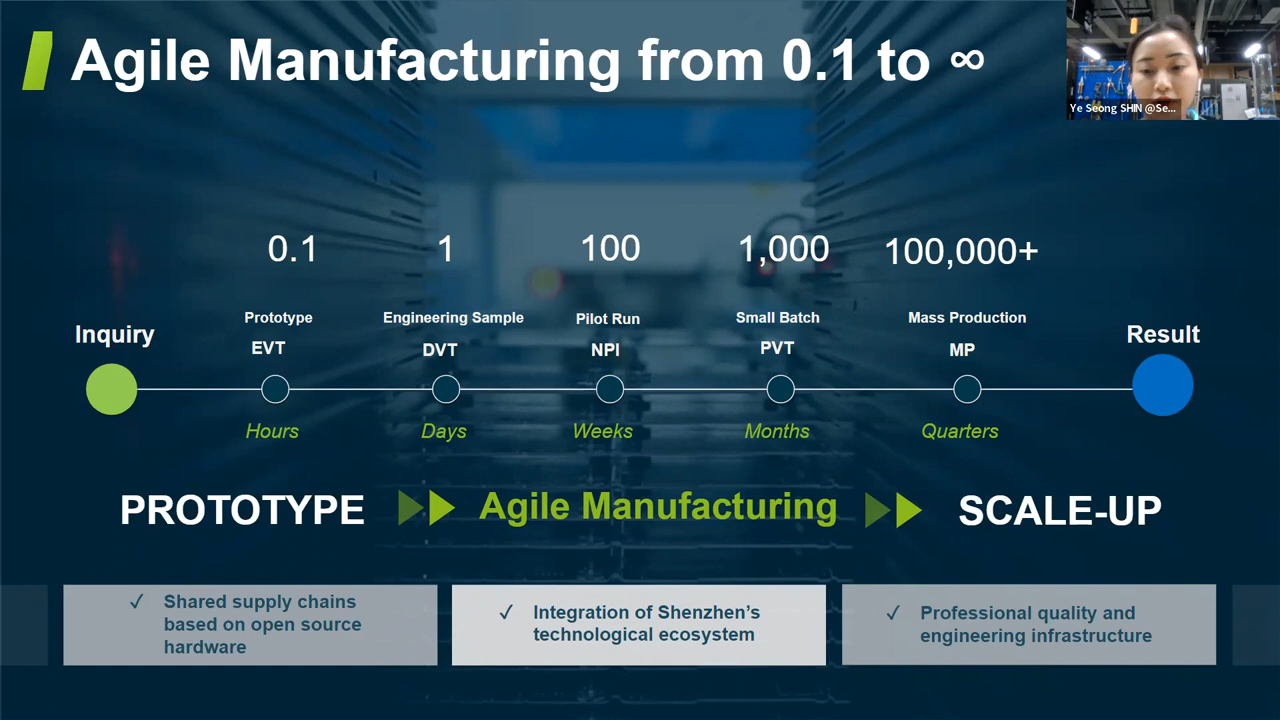 Agile Manufacturing from 0.1 to ∞
Ye Seong SHIN @Se...
0.1 1 100 1,000 100,000+
Prototype Engineering Sample Pilot Run Small Batch Mass Production
Inquiry EVT DVT NPI PVT MP Result
Hours Days Weeks Months Quarters
PROTOTYPE Agile Manufacturing SCALE-UP
✓ Shared supply chains
based on open source
hardware
✓ Integration of Shenzhen’s
technological ecosystem
✓ Professional quality and
engineering infrastructure